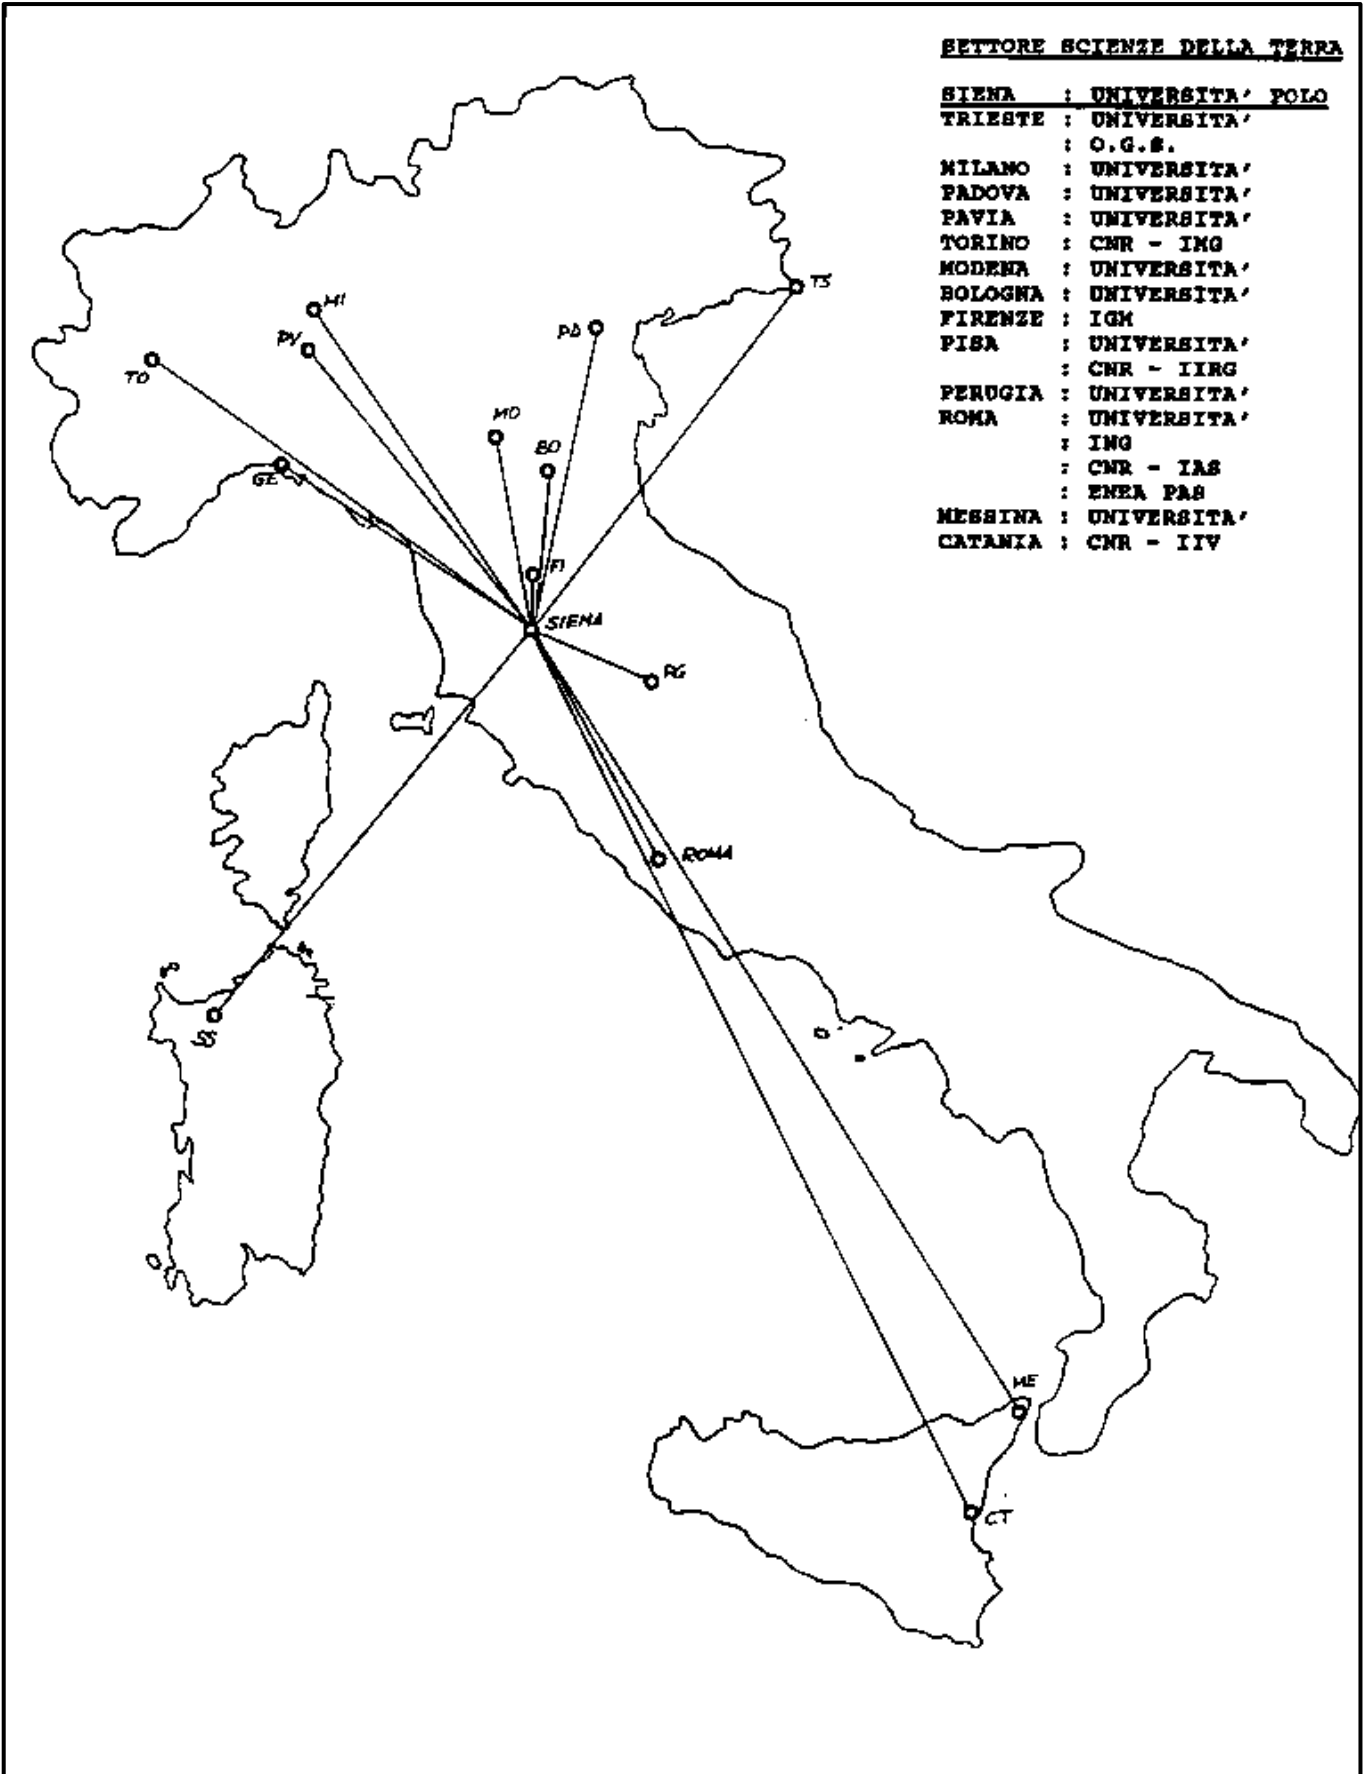 SETTORE SCIENZE DELLA TERRA
SIENA : UNIVERSITA' POLO
TRIESTE : UNIVERSITA'
: O.G.S.
MILANO : UNIVERSITA'
PADOVA : UNIVERSITA'
PAVIA : UNIVERSITA'
TORINO : CNR - IMG
MODENA : UNIVERSITA'
BOLOGNA : UNIVERSITA'
FIRENZE : IGM
PISA : UNIVERSITA'
: CNR - IIRG
PERUGIA : UNIVERSITA'
ROMA : UNIVERSITA'
: ING
: CNR - IAS
: ENEA PAS
MESSINA : UNIVERSITA'
CATANIA : CNR - IIV
TS
MI
PD
PV
TO
MO
BO
GE
FI
SIENA
PG
ROMA
SS
ME
CT